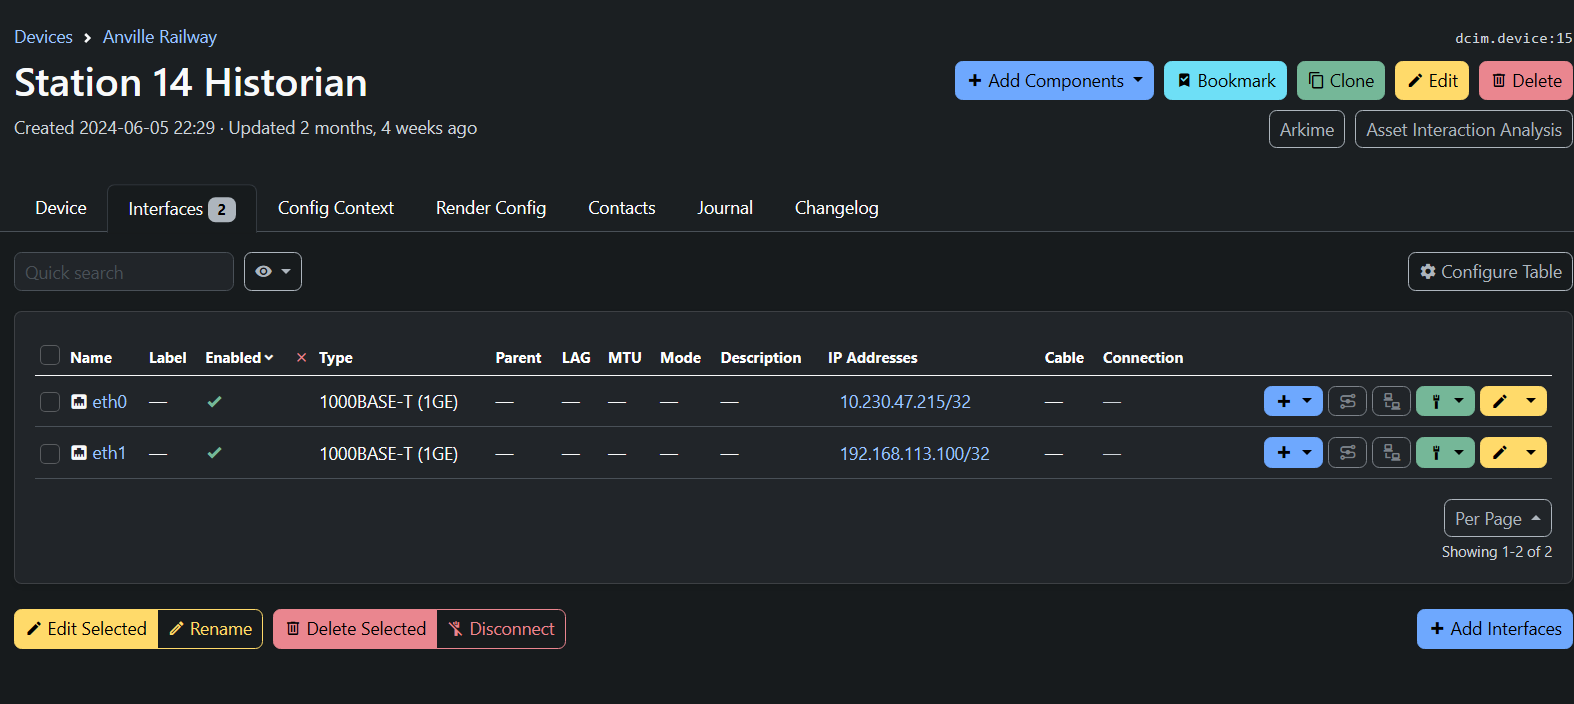 Devices › Anville Railway
dcim.device:15
Station 14 Historian
Add Components Bookmark Clone Edit Delete
Created 2024-06-05 22:29 · Updated 2 months, 4 weeks ago
Arkime Asset Interaction Analysis
Device Interfaces 2 Config Context Render Config Contacts Journal Changelog
Quick search Configure Table
Name Label Enabled Type Parent LAG MTU Mode Description IP Addresses Cable Connection
eth0 — 1000BASE-T (1GE) — — — — — 10.230.47.215/32 — —
eth1 — 1000BASE-T (1GE) — — — — — 192.168.113.100/32 — —
Per Page
Showing 1-2 of 2
Edit Selected Rename Delete Selected Disconnect Add Interfaces